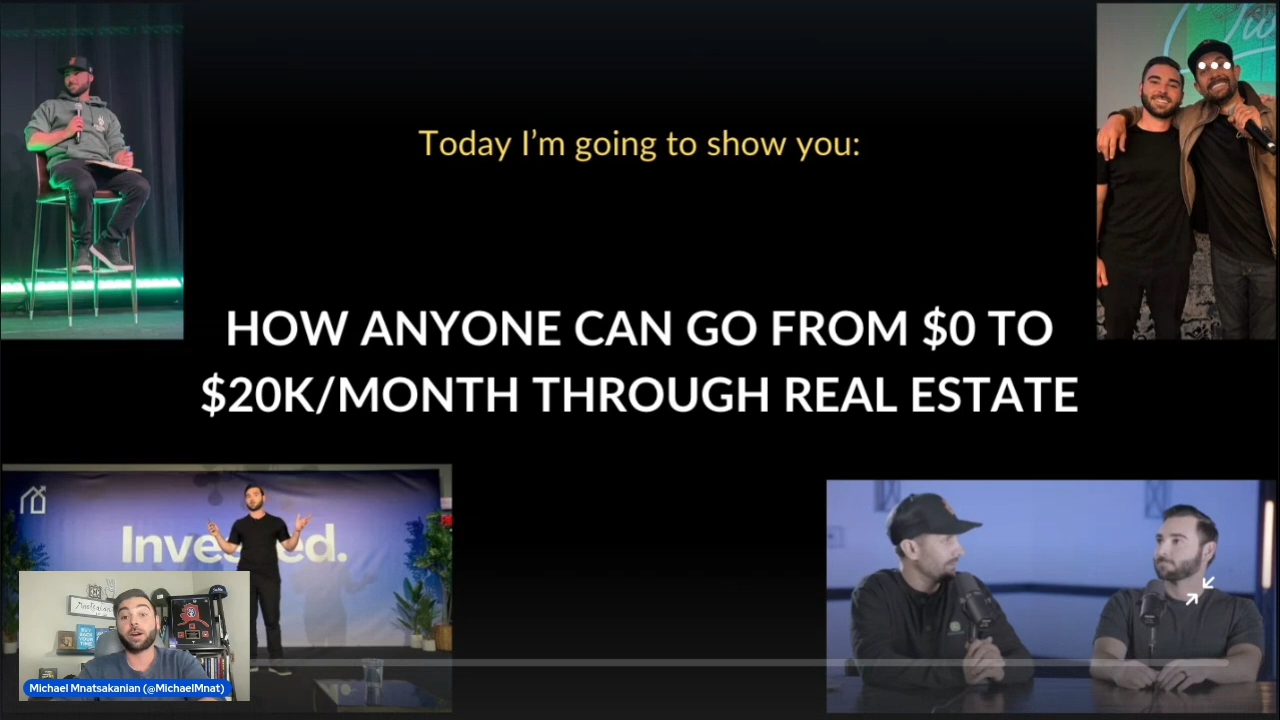 Today I'm going to show you:
HOW ANYONE CAN GO FROM $0 TO
$20K/MONTH THROUGH REAL ESTATE
Michael Mnatsakanian (@MichaelMnat)